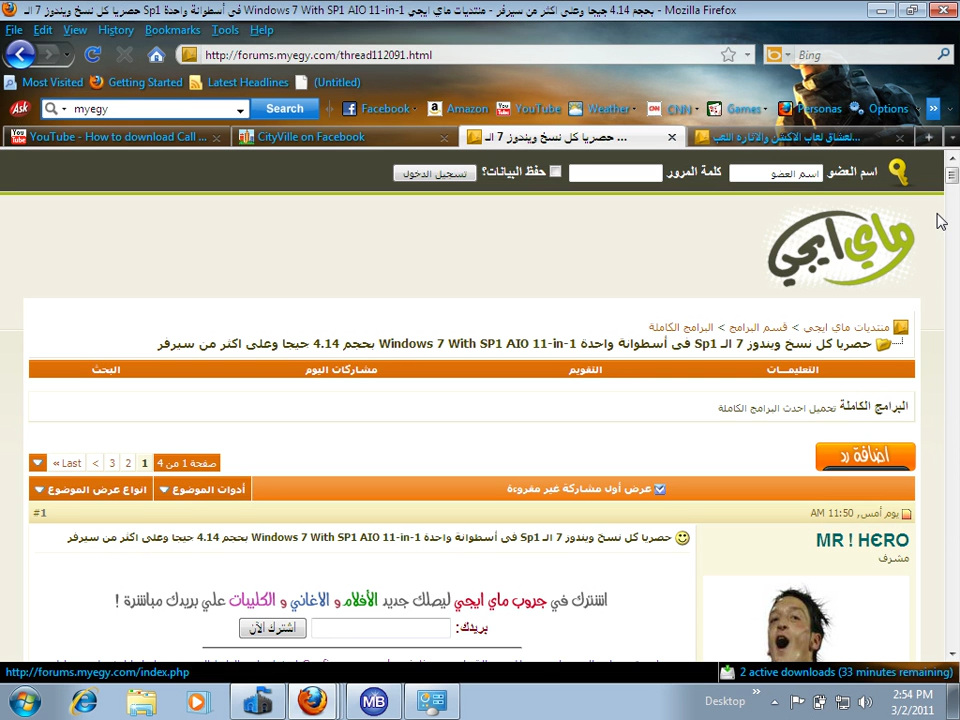 بحجم 4.14 جيجا وعلى اكثر من سيرفر - منتديات ماي ايجي Windows 7 With SP1 AIO 11-in-1 فى أسطوانة واحدة Sp1 حصريا كل نسخ ويندوز 7 الـ - Mozilla Firefox
File Edit View History Bookmarks Tools Help
http://forums.myegy.com/thread112091.html
Bing
Most Visited Getting Started Latest Headlines (Untitled)
Ask myegy Search Facebook Amazon YouTube Weather CNN Games Personas Options »
YouTube - How to download Call ...
CityVille on Facebook
حصريا كل نسخ ويندوز 7 الـ ...
لعشاق لعاب الاكشن والاثاره اللعب...
اسم العضو اسم العضو كلمة المرور حفظ البيانات؟ تسجيل الدخول
ماي ايجي
منتديات ماي ايجي > قسم البرامج > البرامج الكاملة
حصريا كل نسخ ويندوز 7 الـ Sp1 فى أسطوانة واحدة Windows 7 With SP1 AIO 11-in-1 بحجم 4.14 جيجا وعلى اكثر من سيرفر
التعليمـــات التقويم مشاركات اليوم البحث
البرامج الكاملة تحميل احدث البرامج الكاملة
اضافة رد
صفحة 1 من 4 1 2 3 > Last »
عرض أول مشاركة غير مقروءة أدوات الموضوع انواع عرض الموضوع
يوم أمس, 11:50 AM #1
MR ! H€RO
مشرف
حصريا كل نسخ ويندوز 7 الـ Sp1 فى أسطوانة واحدة Windows 7 With SP1 AIO 11-in-1 بحجم 4.14 جيجا وعلى اكثر من سيرفر
اشترك في جروب ماي ايجي ليصلك جديد الأفلام و الاغاني و الكليبات علي بريدك مباشرة !
بريدك: اشترك الآن
http://forums.myegy.com/index.php
2 active downloads (33 minutes remaining)
MB
Desktop »
2:54 PM
3/2/2011